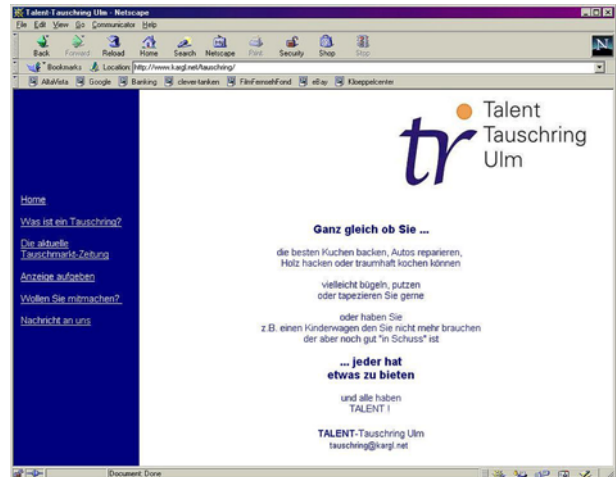 Talent-Tauschring Ulm - Netscape
File Edit View Go Communicator Help
Back Forward Reload Home Search Netscape Print Security Shop Stop
Bookmarks Location: http://www.kargl.net/tauschring/
AltaVista Google Banking clever-tanken FilmFernsehFond eBay Kloeppelcenter
tr
Talent
Tauschring
Ulm
Home
Was ist ein Tauschring?
Die aktuelle
Tauschmarkt-Zeitung
Anzeige aufgeben
Wollen Sie mitmachen?
Nachricht an uns
Ganz gleich ob Sie ...
die besten Kuchen backen, Autos reparieren,
Holz hacken oder traumhaft kochen können
vielleicht bügeln, putzen
oder tapezieren Sie gerne
oder haben Sie
z.B. einen Kinderwagen den Sie nicht mehr brauchen
der aber noch gut "in Schuss" ist
... jeder hat
etwas zu bieten
und alle haben
TALENT !
TALENT-Tauschring Ulm
tauschring@kargl.net
Document: Done